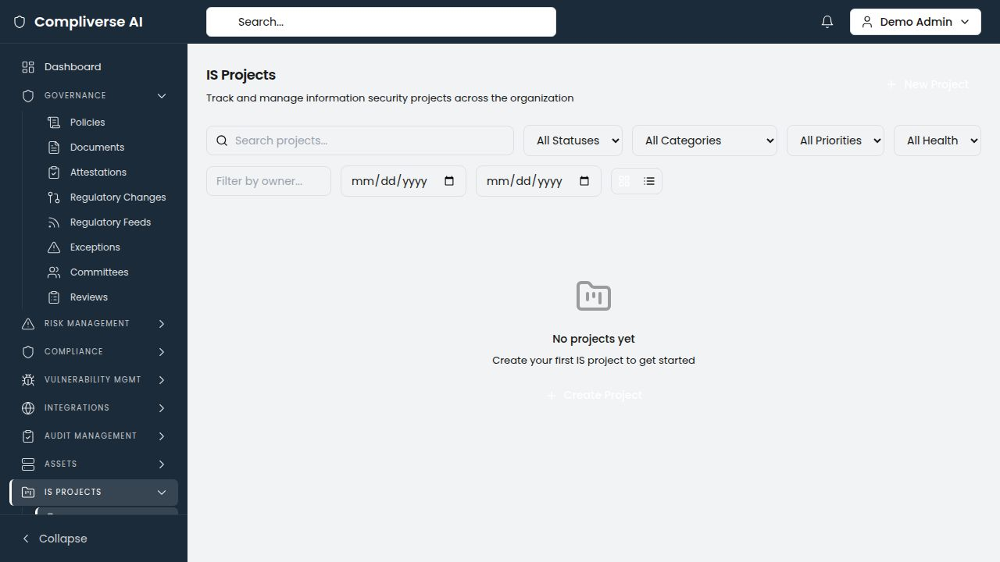 Compliverse AI
Search...
Demo Admin
Dashboard
GOVERNANCE
Policies
Documents
Attestations
Regulatory Changes
Regulatory Feeds
Exceptions
Committees
Reviews
RISK MANAGEMENT
COMPLIANCE
VULNERABILITY MGMT
INTEGRATIONS
AUDIT MANAGEMENT
ASSETS
IS PROJECTS
Collapse
IS Projects
Track and manage information security projects across the organization
New Project
Search projects...
All Statuses
All Categories
All Priorities
All Health
Filter by owner...
mm/dd/yyyy
mm/dd/yyyy
No projects yet
Create your first IS project to get started
Create Project